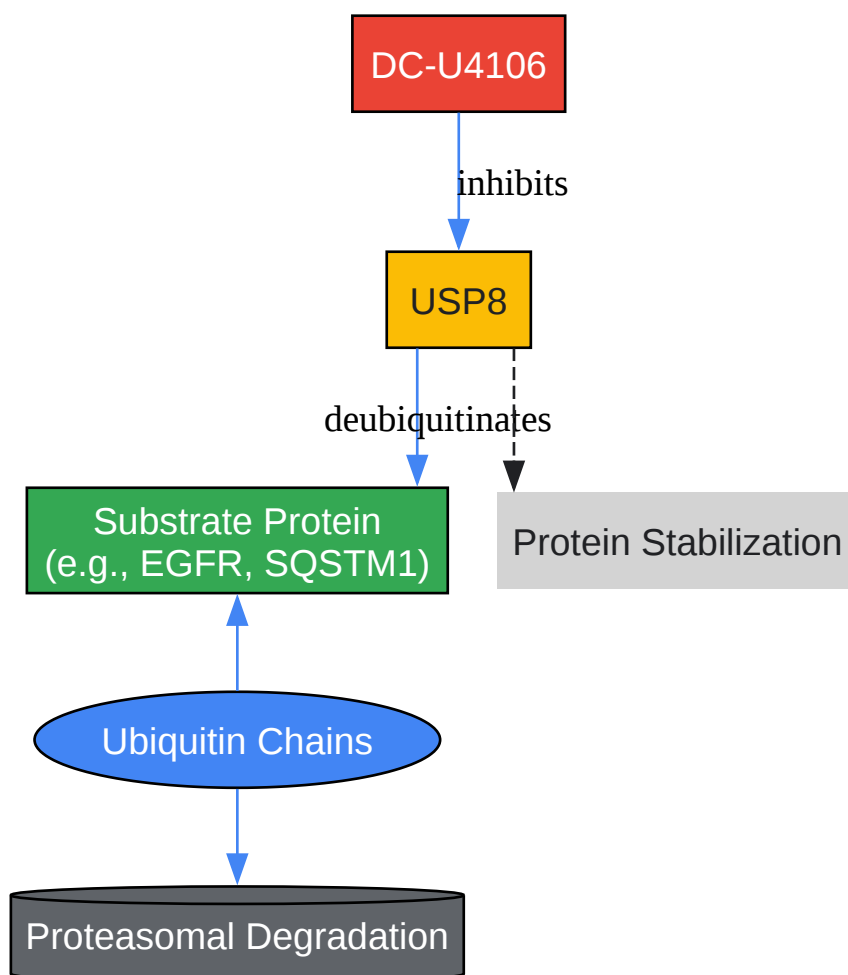 DC-U4106
inhibits
USP8
deubiquitinates
Substrate Protein
(e.g., EGFR, SQSTM1)
Protein Stabilization
Ubiquitin Chains
Proteasomal Degradation